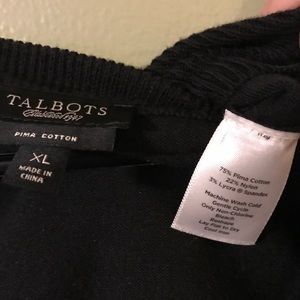 TALBOTS
PIMA COTTON
XL
MADE IN
CHINA
75% Pima Cotton
22% Nylon
3% Lycra® Spandex
Machine Wash Cold
Gentle Cycle
Only Non-Chlorine
Bleach
Reshape
Lay Flat to Dry
Cool Iron